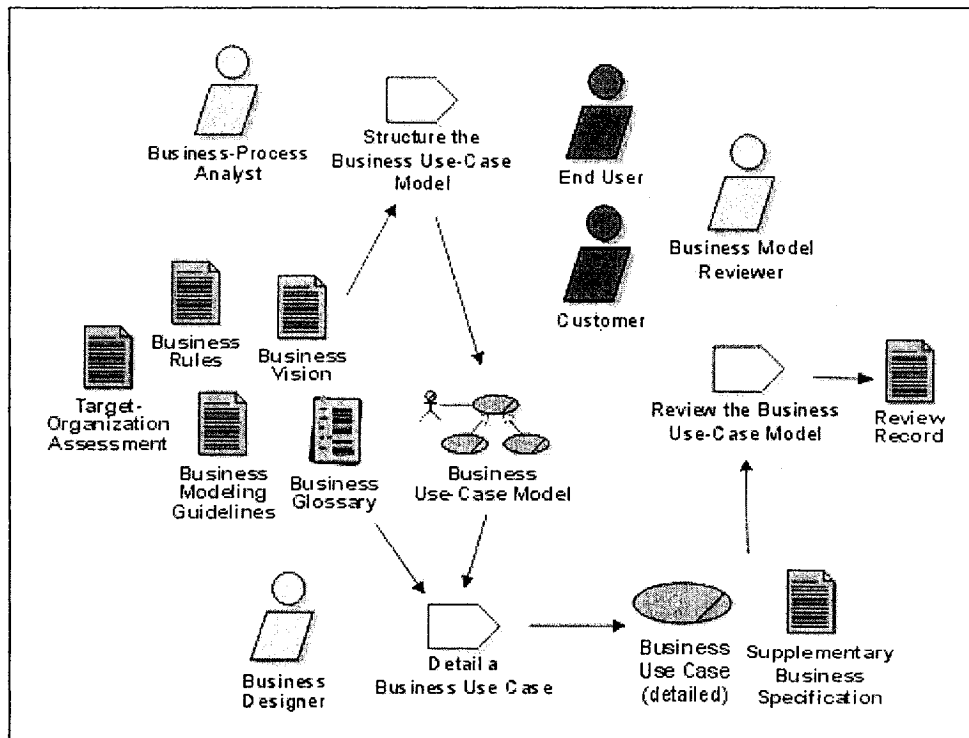 Business-Process
Analyst
Structure the
Business Use-Case
Model
End User
Business Model
Reviewer
Customer
Business
Rules
Business
Vision
Target-
Organization
Assessment
Business
Modeling
Guidelines
Business
Glossary
Business
Use-Case Model
Review the Business
Use-Case Model
Review
Record
Business
Designer
Detail a
Business Use Case
Business
Use Case
(detailed)
Supplementary
Business
Specification